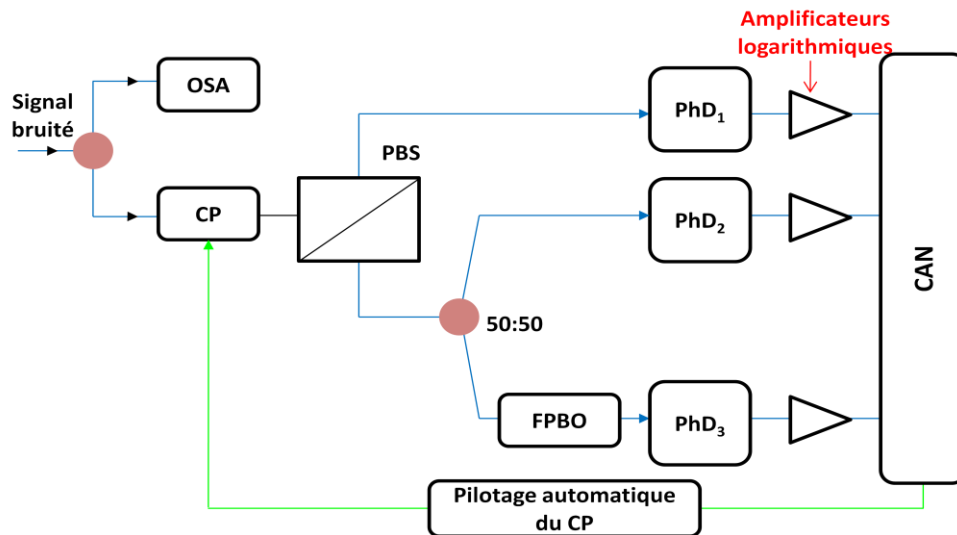 Amplificateurs
logarithmiques
OSA
Signal
bruité
PhD₁
PBS
CP
PhD₂
CAN
50:50
FPBO
PhD₃
Pilotage automatique
du CP